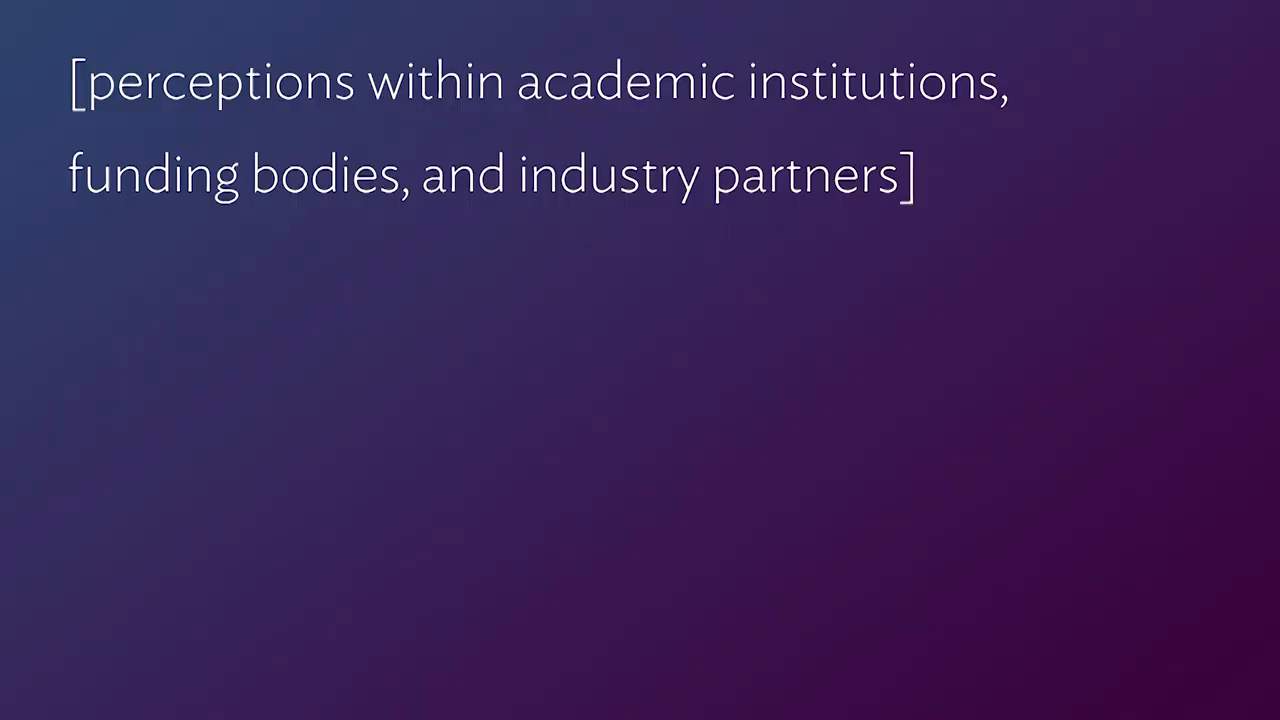 [perceptions within academic institutions,
funding bodies, and industry partners]